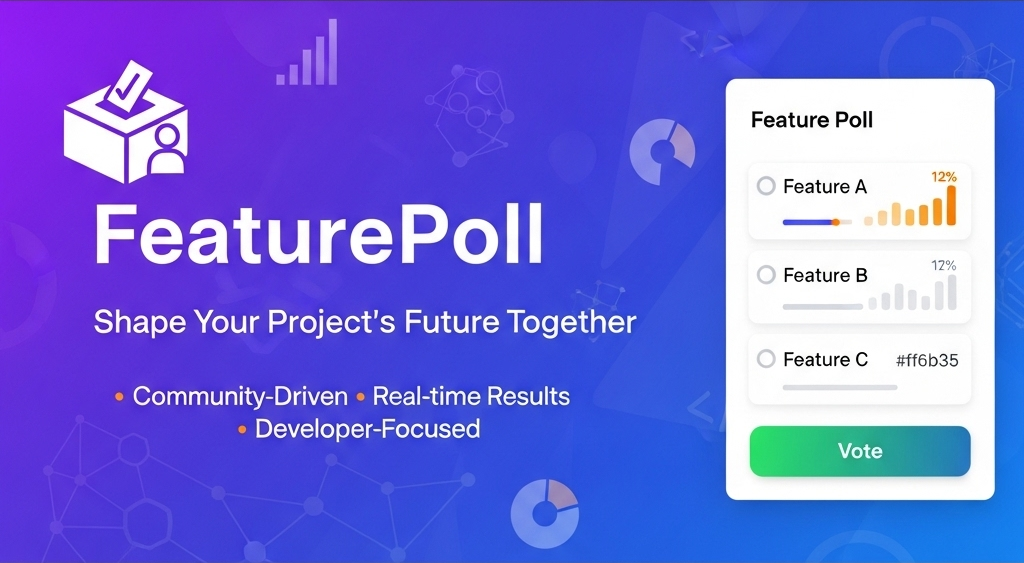 FeaturePoll
Shape Your Project's Future Together
• Community-Driven • Real-time Results
• Developer-Focused
Feature Poll
Feature A 12%
Feature B 12%
Feature C #ff6b35
Vote